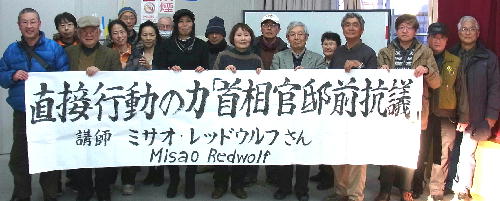 直接行動の力「首相官邸前抗議」
講師 ミサオ・レッドウルフさん
Misao Redwolf